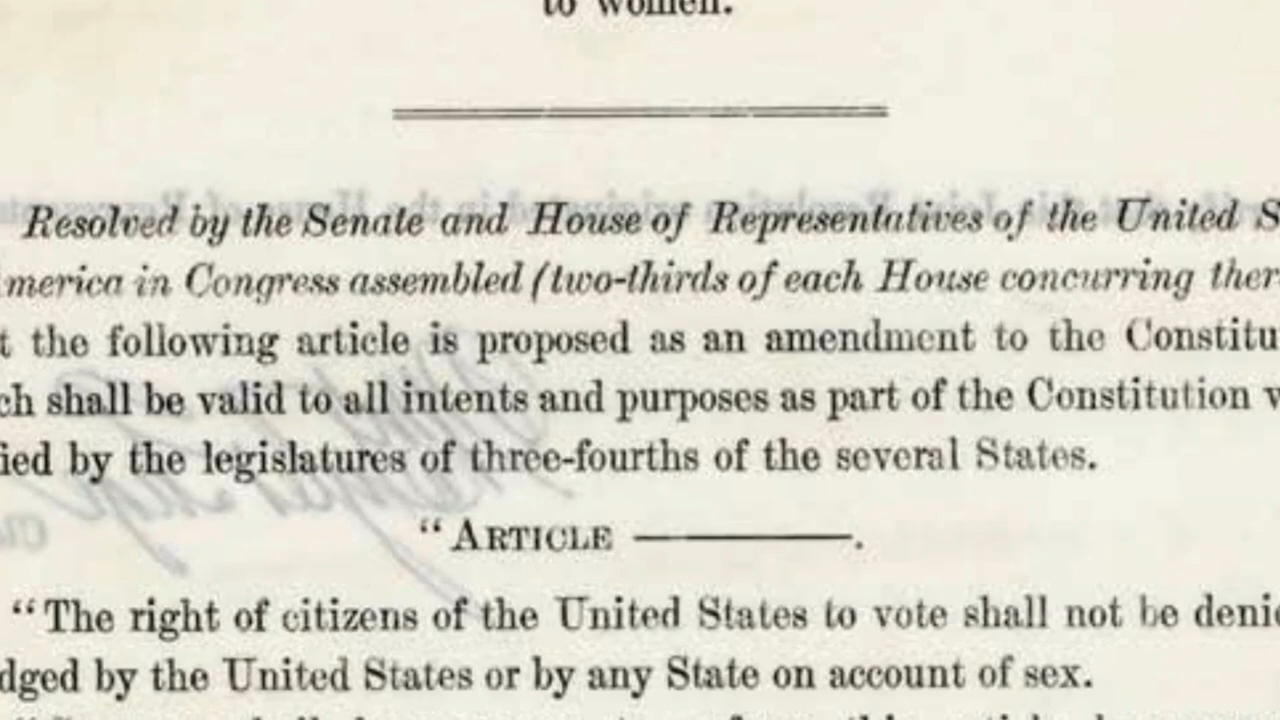 to women.
Resolved by the Senate and House of Representatives of the United S
merica in Congress assembled (two-thirds of each House concurring ther
t the following article is proposed as an amendment to the Constitu
ch shall be valid to all intents and purposes as part of the Constitution w
ied by the legislatures of three-fourths of the several States.
“ARTICLE ————.
“The right of citizens of the United States to vote shall not be denie
dged by the United States or by any State on account of sex.